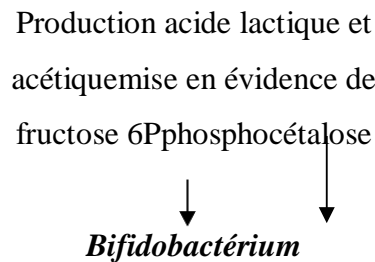 Production acide lactique et
acétiquemise en évidence de
fructose 6Pphosphocétalose
Bifidobactérium